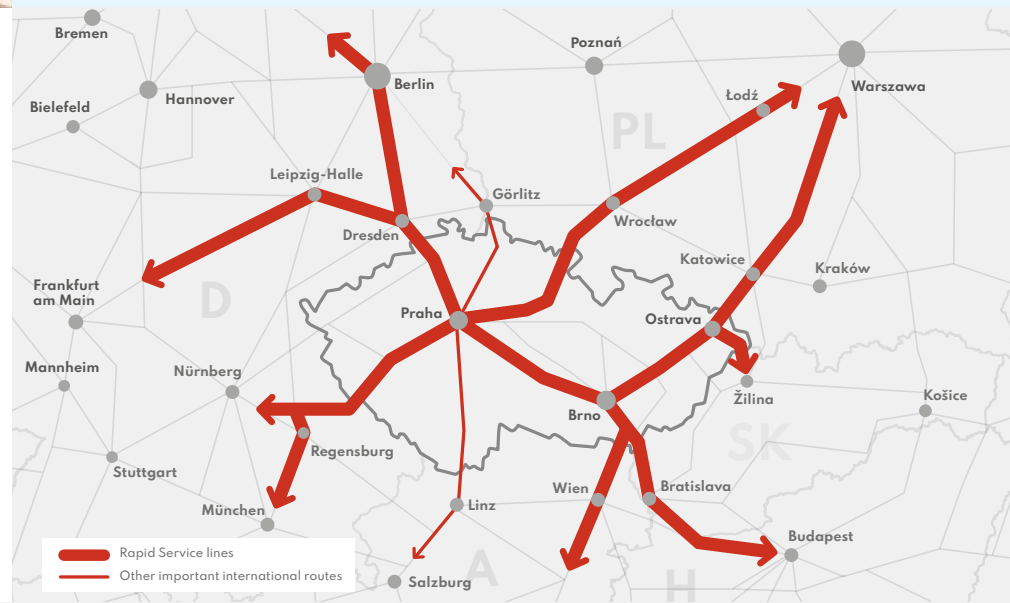 Bremen
Poznań
Berlin
Warszawa
Hannover
Łodź
Bielefeld
PL
Leipzig-Halle
Görlitz
Wrocław
Dresden
Katowice
Kraków
Frankfurt
am Main
D
Praha
Ostrava
Mannheim
Nürnberg
Žilina
Košice
Brno
SK
Regensburg
Stuttgart
Wien
Bratislava
München
Linz
Budapest
Rapid Service lines
Other important international routes
Salzburg
A
H